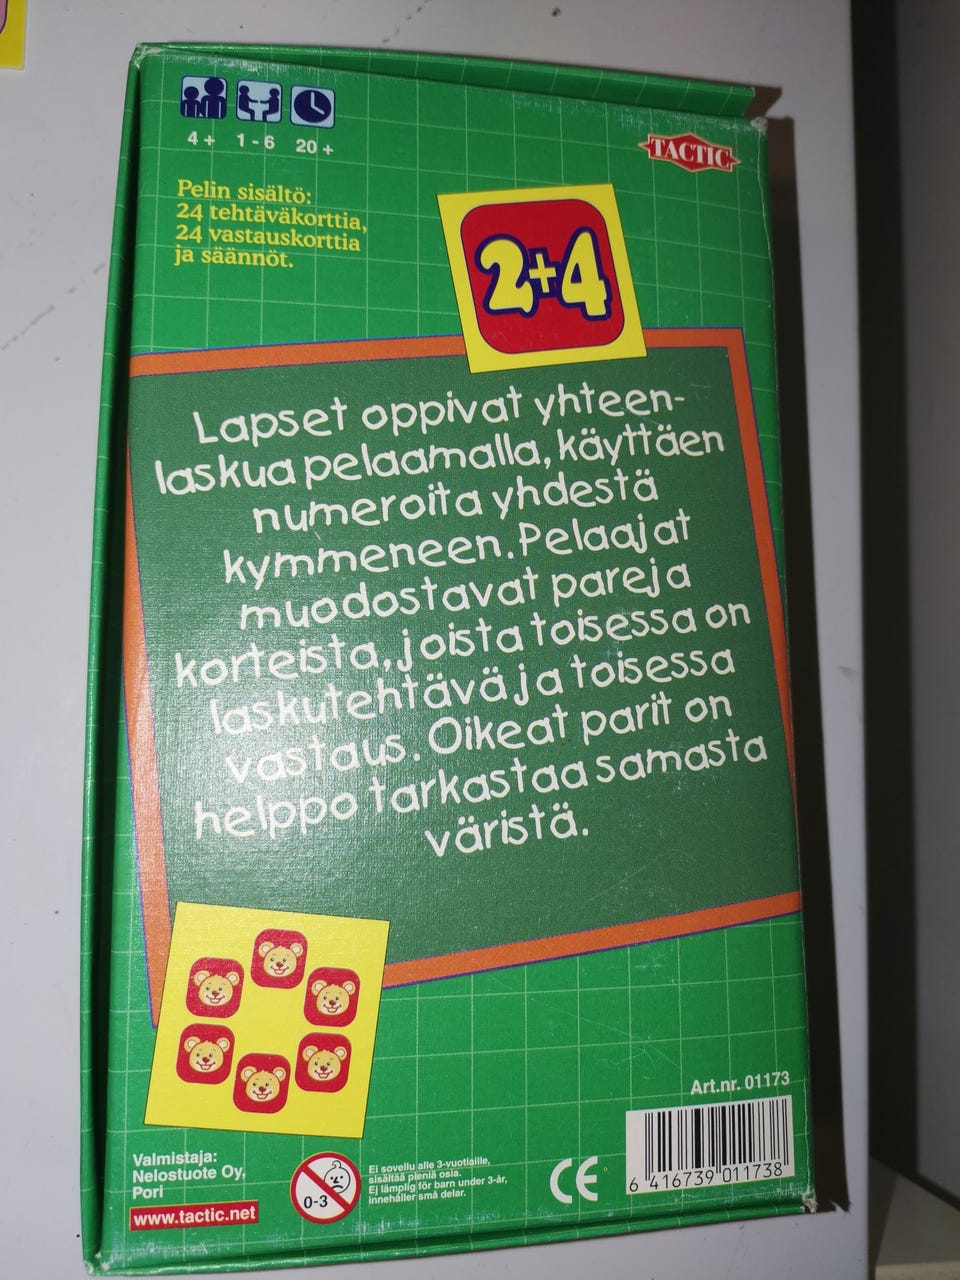 4+ 1-6 20+
TACTIC
Pelin sisältö:
24 tehtäväkorttia,
24 vastauskorttia
ja säännöt.
2+4
Lapset oppivat yhteen-
laskua pelaamalla, käyttäen
numeroita yhdestä
kymmeneen. Pelaajat
muodostavat pareja
korteista, joista toisessa on
laskutehtävä ja toisessa
vastaus. Oikeat parit on
helppo tarkastaa samasta
väristä.
Art.nr. 01173
6 416739 011738
Valmistaja:
Nelostuote Oy,
Pori
www.tactic.net
0-3
Ei sovellu alle 3-vuotiaille,
sisältää pieniä osia.
Ej lämplig för barn under 3-år,
innehåller små delar.
CE